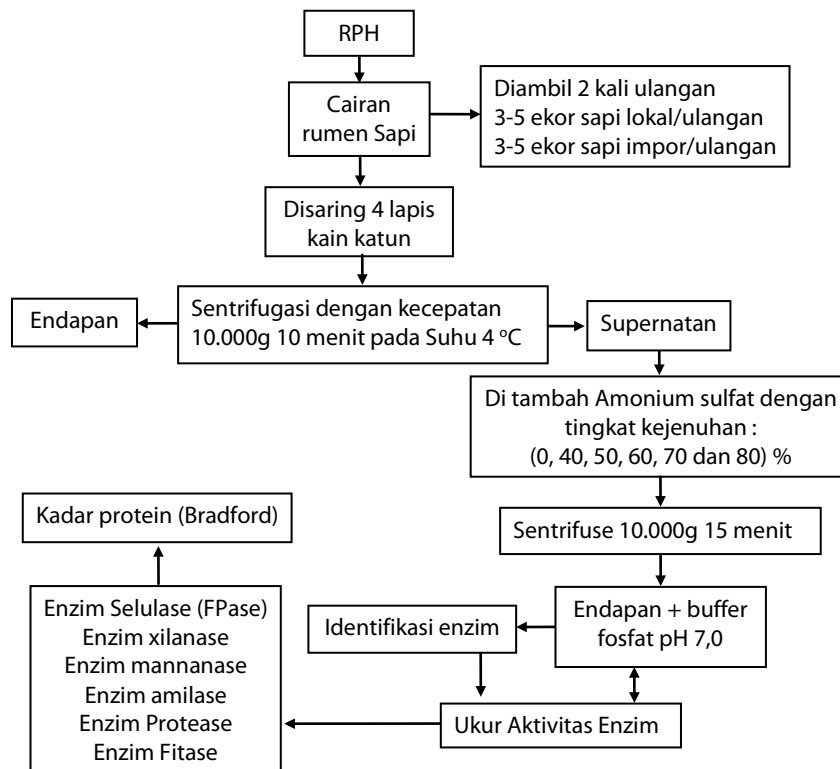 RPH
Cairan
rumen Sapi
Diambil 2 kali ulangan
3-5 ekor sapi lokal/ulangan
3-5 ekor sapi impor/ulangan
Disaring 4 lapis
kain katun
Endapan
Sentrifugasi dengan kecepatan
10.000g 10 menit pada Suhu 4 °C
Supernatan
Di tambah Amonium sulfat dengan
tingkat kejenuhan :
(0, 40, 50, 60, 70 dan 80) %
Sentrifuse 10.000g 15 menit
Endapan + buffer
fosfat pH 7,0
Identifikasi enzim
Ukur Aktivitas Enzim
Enzim Selulase (FPase)
Enzim xilanase
Enzim mannanase
Enzim amilase
Enzim Protease
Enzim Fitase
Kadar protein (Bradford)